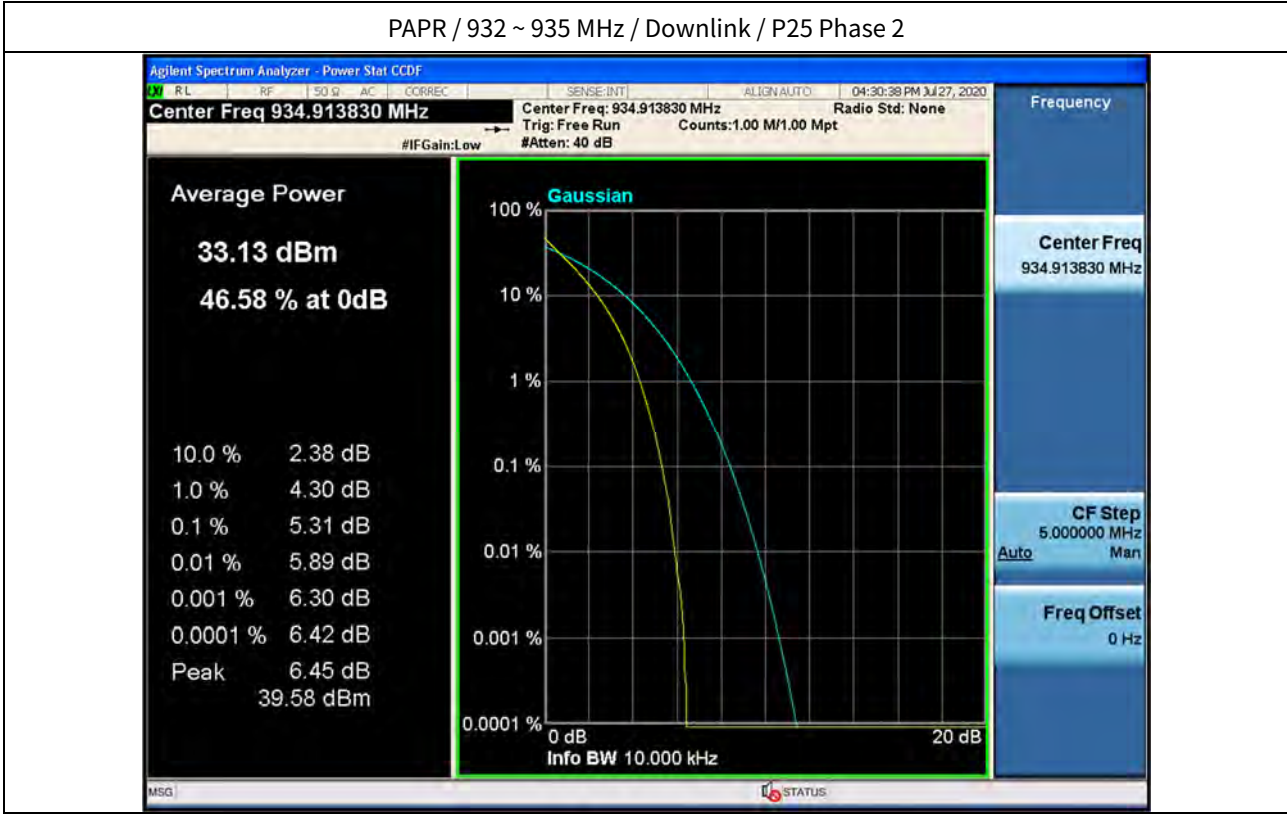 PAPR / 932 ~ 935 MHz / Downlink / P25 Phase 2
Agilent Spectrum Analyzer - Power Stat CCDF
LXI RL RF 50 Ω AC CORREC SENSE:INT ALIGN AUTO 04:30:38 PM Jul 27, 2020
Center Freq 934.913830 MHz
Center Freq: 934.913830 MHz Radio Std: None
Trig: Free Run Counts:1.00 M/1.00 Mpt
#IFGain:Low #Atten: 40 dB
Frequency
Center Freq
934.913830 MHz
CF Step
5.000000 MHz
Auto Man
Freq Offset
0 Hz
Average Power
33.13 dBm
46.58 % at 0dB
10.0 % 2.38 dB
1.0 % 4.30 dB
0.1 % 5.31 dB
0.01 % 5.89 dB
0.001 % 6.30 dB
0.0001 % 6.42 dB
Peak 6.45 dB
39.58 dBm
Gaussian
100 %
10 %
1 %
0.1 %
0.01 %
0.001 %
0.0001 %
0 dB 20 dB
Info BW 10.000 kHz
MSG STATUS